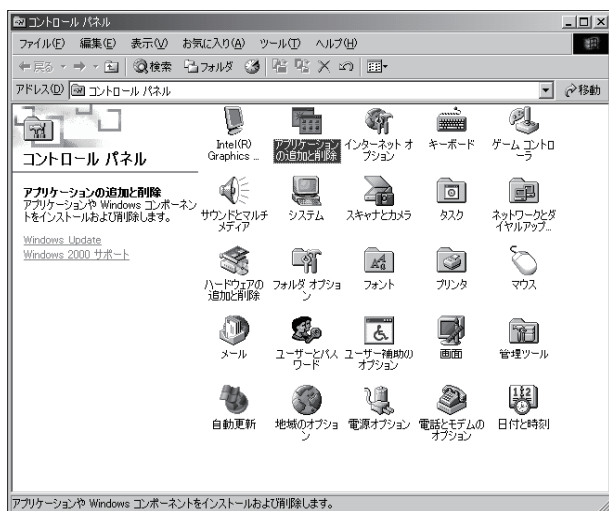 コントロール パネル
ファイル(F) 編集(E) 表示(V) お気に入り(A) ツール(T) ヘルプ(H)
戻る 検索 フォルダ
アドレス(D) コントロール パネル 移動
コントロール パネル
アプリケーションの追加と削除
アプリケーションや Windows コンポーネン
トをインストールおよび削除します。
Windows Update
Windows 2000 サポート
Intel(R)
Graphics ...
アプリケーション
の追加と削除
インターネット オ
プション
キーボード
ゲーム コントロ
ーラ
サウンドとマルチ
メディア
システム
スキャナとカメラ
タスク
ネットワークとダ
イヤルアップ...
ハードウェアの
追加と削除
フォルダ オプショ
ン
フォント
プリンタ
マウス
メール
ユーザーとパス
ワード
ユーザー補助の
オプション
画面
管理ツール
自動更新
地域のオプショ
ン
電源オプション
電話とモデムの
オプション
日付と時刻
アプリケーションや Windows コンポーネントをインストールおよび削除します。